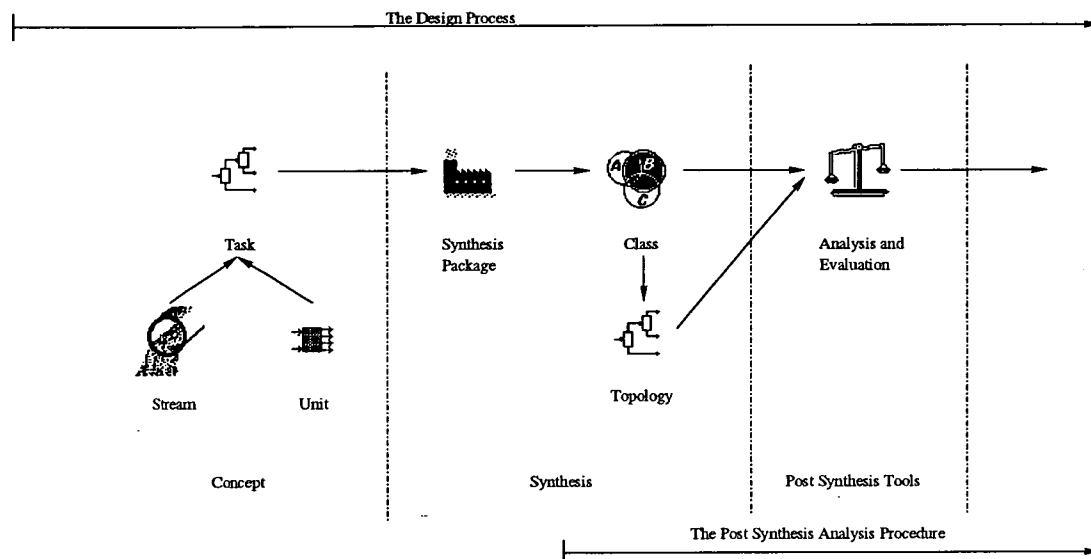 The Design Process
A B
C
Task
Synthesis
Package
Class
Analysis and
Evaluation
Stream
Unit
Topology
Concept
Synthesis
Post Synthesis Tools
The Post Synthesis Analysis Procedure